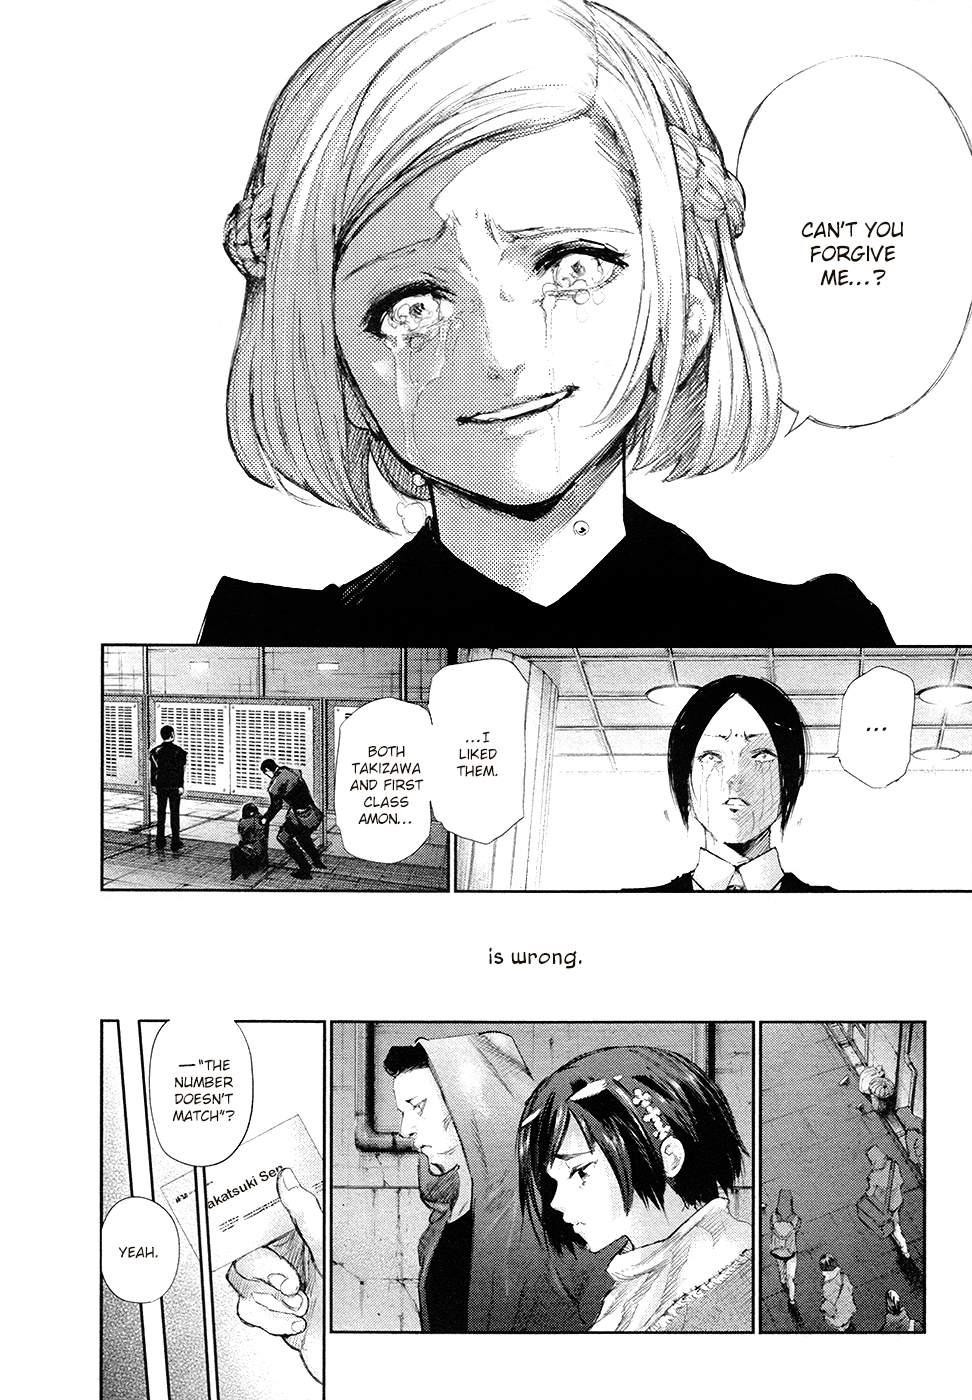 CAN'T YOU
FORGIVE
ME...?
...
...I
LIKED
THEM.
BOTH
TAKIZAWA
AND FIRST
CLASS
AMON...
is wrong.
—"THE
NUMBER
DOESN'T
MATCH"?
akatsuki Sen
YEAH.